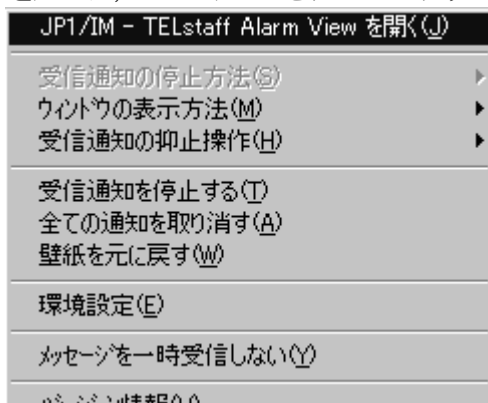 JP1/IM - TELstaff Alarm View を開く(J)
受信通知の停止方法(S)
ウィンドウの表示方法(M)
受信通知の抑止操作(H)
受信通知を停止する(T)
全ての通知を取り消す(A)
壁紙を元に戻す(W)
環境設定(E)
メッセージを一時受信しない(Y)